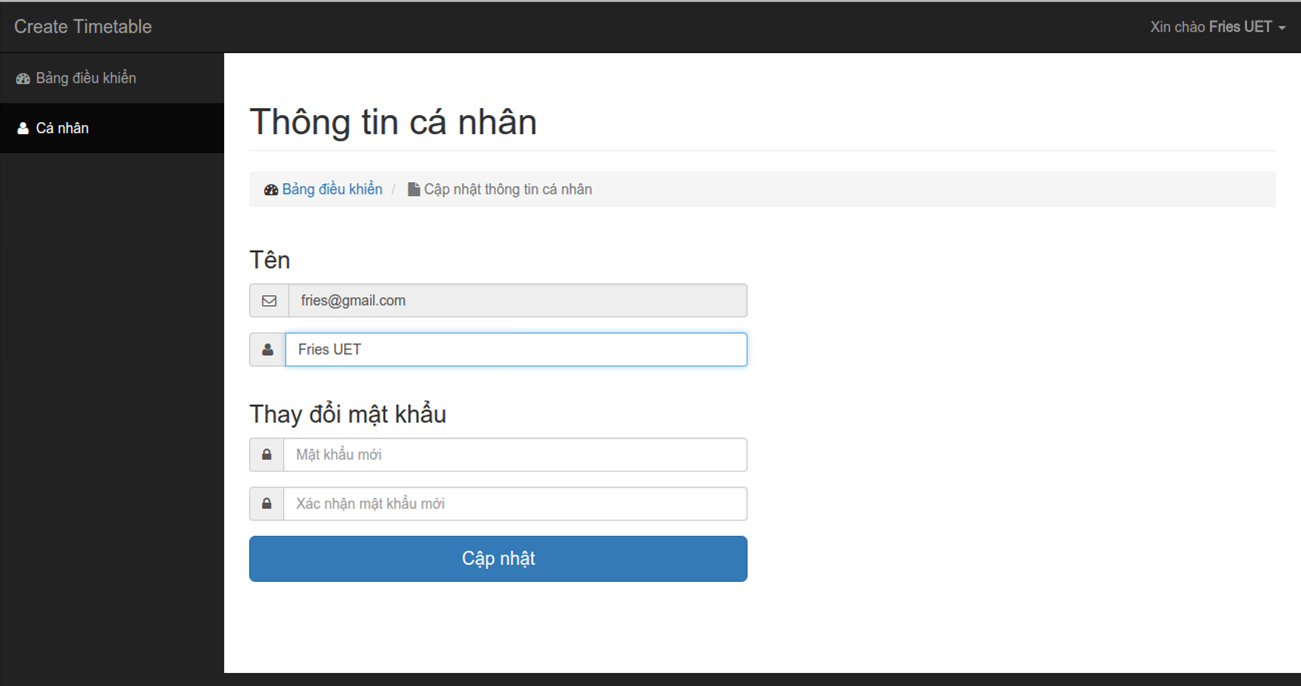 Create Timetable
Xin chào Fries UET
Bảng điều khiển
Cá nhân
Thông tin cá nhân
Bảng điều khiển / Cập nhật thông tin cá nhân
Tên
fries@gmail.com
Fries UET
Thay đổi mật khẩu
Mật khẩu mới
Xác nhận mật khẩu mới
Cập nhật